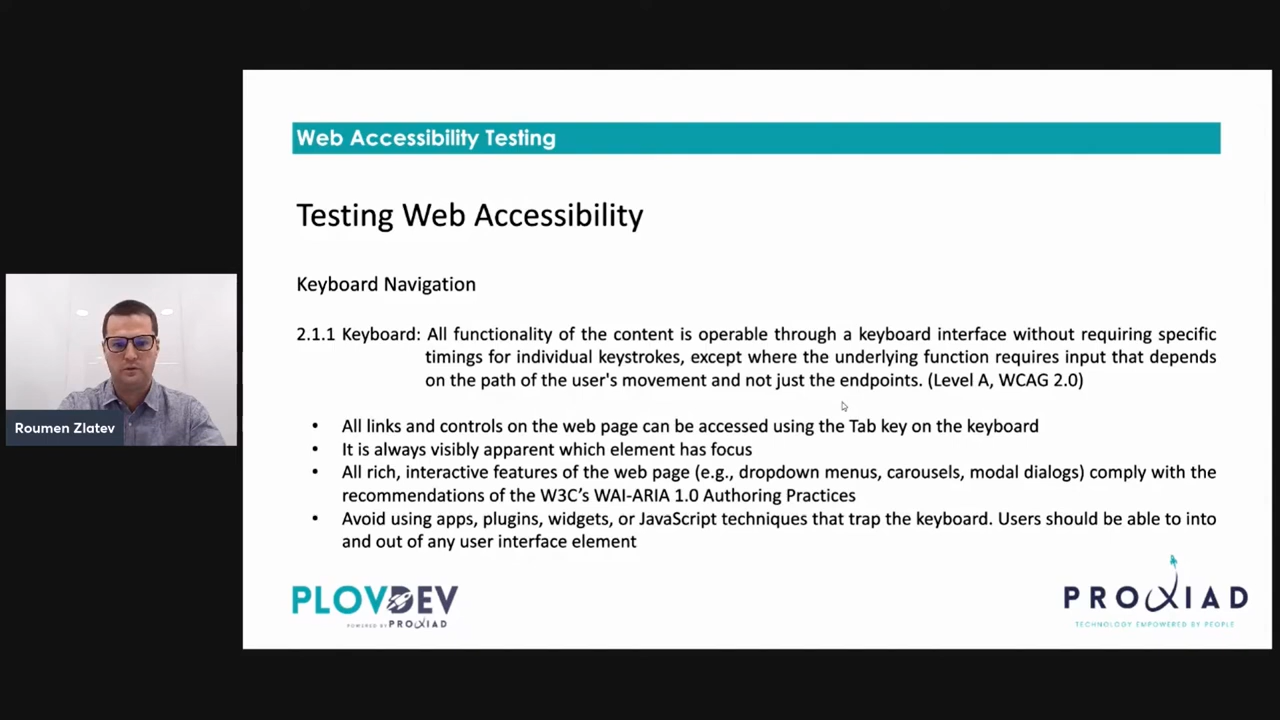 Web Accessibility Testing
Testing Web Accessibility
Keyboard Navigation
2.1.1 Keyboard: All functionality of the content is operable through a keyboard interface without requiring specific
timings for individual keystrokes, except where the underlying function requires input that depends
on the path of the user's movement and not just the endpoints. (Level A, WCAG 2.0)
• All links and controls on the web page can be accessed using the Tab key on the keyboard
• It is always visibly apparent which element has focus
• All rich, interactive features of the web page (e.g., dropdown menus, carousels, modal dialogs) comply with the
recommendations of the W3C’s WAI-ARIA 1.0 Authoring Practices
• Avoid using apps, plugins, widgets, or JavaScript techniques that trap the keyboard. Users should be able to into
and out of any user interface element
Roumen Zlatev
PLOVDEV
POWERED BY PROXIAD
PROXIAD
TECHNOLOGY EMPOWERED BY PEOPLE